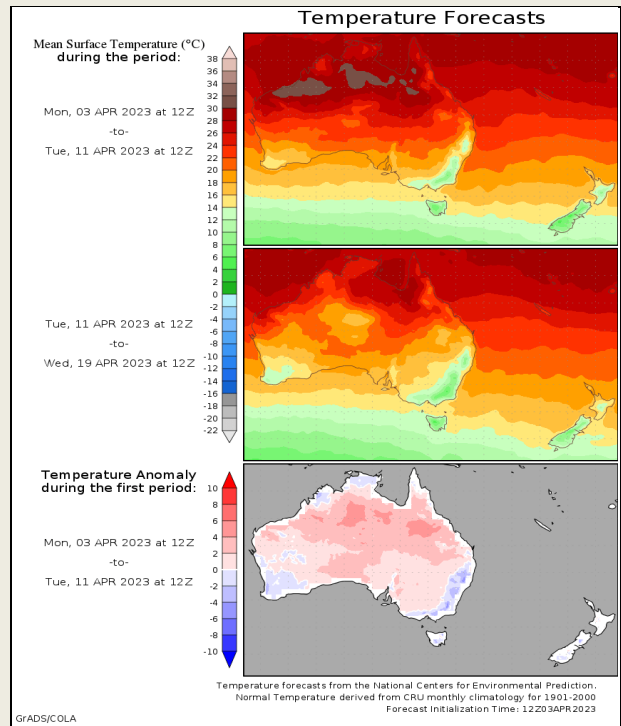 Temperature Forecasts
Mean Surface Temperature (°C)
during the period:
38
36
34
32
30
28
26
24
22
20
18
16
14
12
10
8
6
4
2
0
-2
-4
-6
-8
-10
-12
-14
-16
-18
-20
-22
Mon, 03 APR 2023 at 12Z
-to-
Tue, 11 APR 2023 at 12Z
Tue, 11 APR 2023 at 12Z
-to-
Wed, 19 APR 2023 at 12Z
Temperature Anomaly
during the first period:
10
8
6
4
2
0
-2
-4
-6
-8
-10
Mon, 03 APR 2023 at 12Z
-to-
Tue, 11 APR 2023 at 12Z
Temperature forecasts from the National Centers for Environmental Prediction.
Normal Temperature derived from CRU monthly climatology for 1901-2000
Forecast Initialization Time: 12Z03APR2023
GrADS/COLA